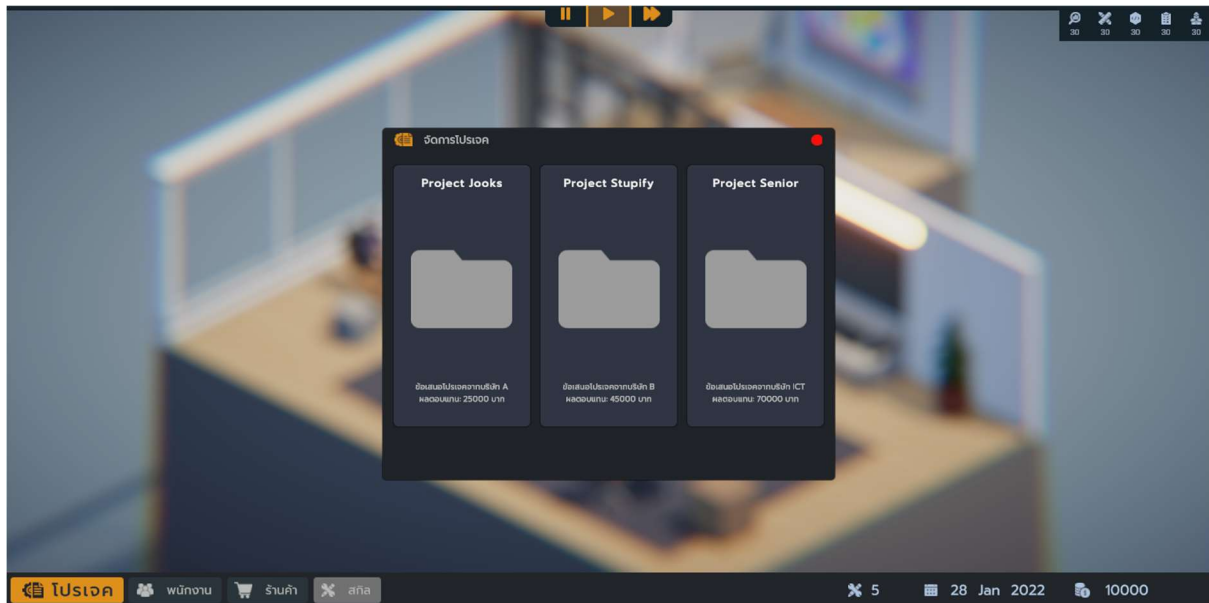 30 30 30 30 30
จัดการโปรเจค
Project Jooks
Project Stupify
Project Senior
ข้อเสนอโปรเจคจากบริษัท A
ผลตอบแทน: 25000 บาท
ข้อเสนอโปรเจคจากบริษัท B
ผลตอบแทน: 45000 บาท
ข้อเสนอโปรเจคจากบริษัท ICT
ผลตอบแทน: 70000 บาท
โปรเจค พนักงาน ร้านค้า สกิล 5 28 Jan 2022 10000